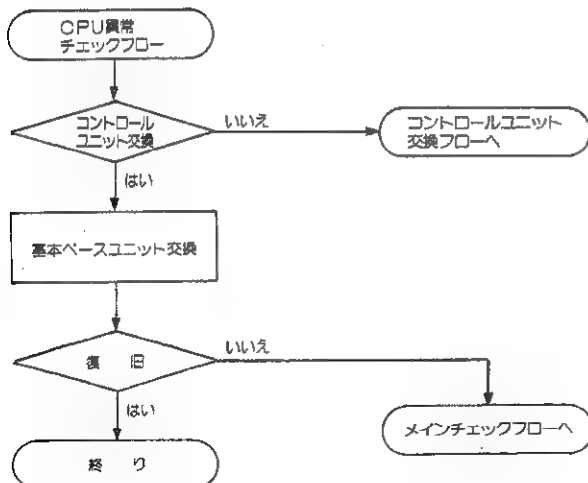 CPU異常
チェックフロー
コントロール
ユニット交換
いいえ
コントロールユニット
交換フローへ
はい
基本ベースユニット交換
復 旧
いいえ
はい
メインチェックフローへ
終 り